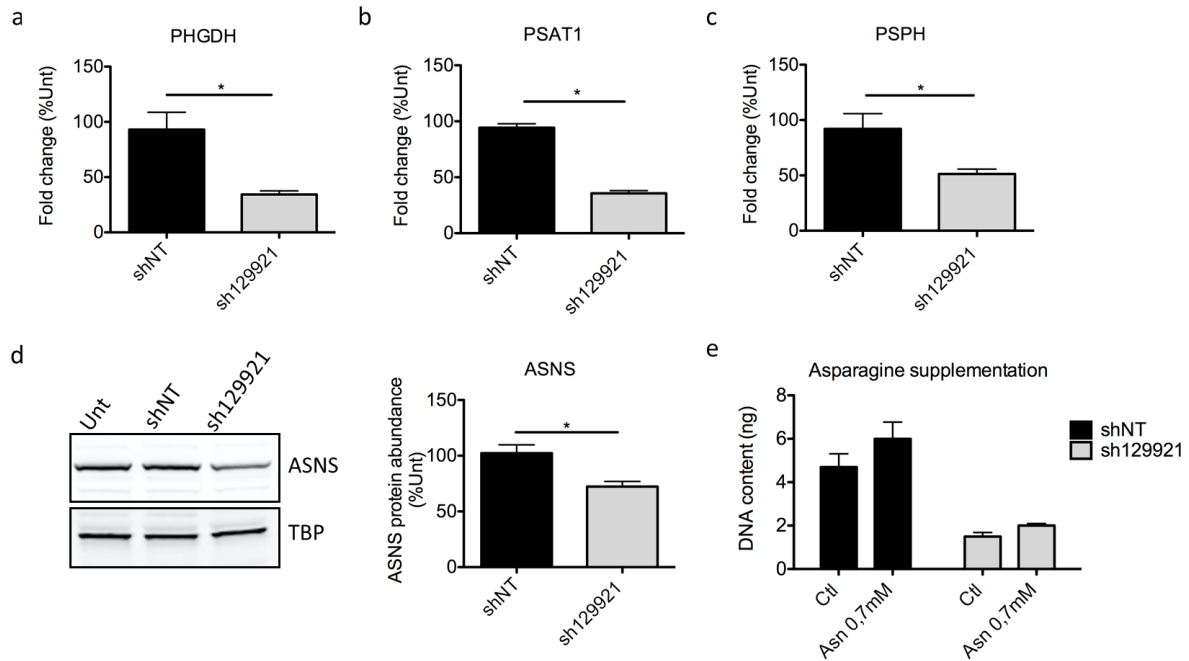 a
PHGDH
Fold change (%Unt)
150
100
50
0
*
shNT
sh129921
b
PSAT1
Fold change (%Unt)
150
100
50
0
*
shNT
sh129921
c
PSPH
Fold change (%Unt)
150
100
50
0
*
shNT
sh129921
d
Unt
shNT
sh129921
ASNS
TBP
ASNS
ASNS protein abundance
(%Unt)
150
100
50
0
*
shNT
sh129921
e
Asparagine supplementation
DNA content (ng)
8
6
4
2
0
Ctl
Asn 0,7mM
Ctl
Asn 0,7mM
shNT
sh129921